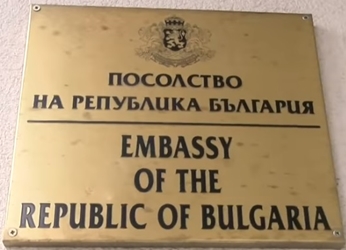 ПОСОЛСТВО
НА РЕПУБЛИКА БЪЛГАРИЯ
EMBASSY
OF THE
REPUBLIC OF BULGARIA